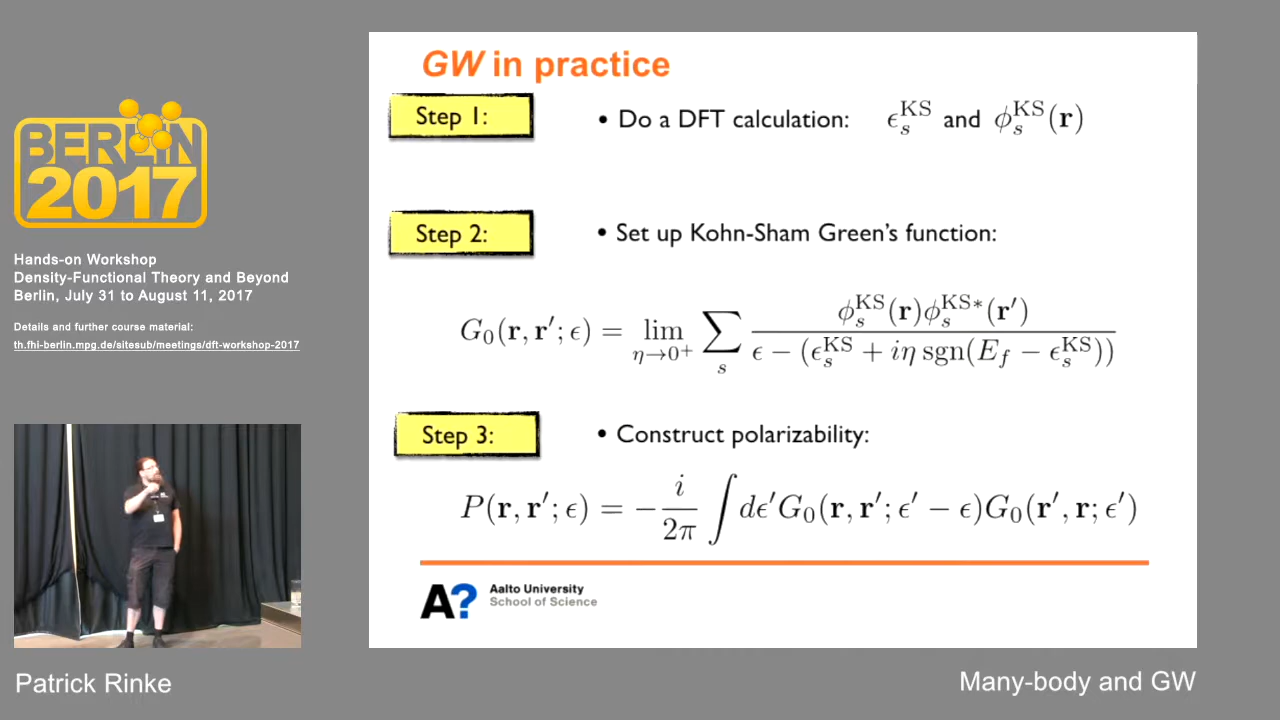 BERLIN
2017
Hands-on Workshop
Density-Functional Theory and Beyond
Berlin, July 31 to August 11, 2017
Details and further course material:
th.fhi-berlin.mpg.de/sitesub/meetings/dft-workshop-2017
Patrick Rinke
GW in practice
Step 1:
• Do a DFT calculation: ϵ_s^KS and ϕ_s^KS(r)
Step 2:
• Set up Kohn-Sham Green's function:
G₀(r, r′; ϵ) = lim_{η→0⁺} ∑_s ϕ_s^KS(r)ϕ_s^KS*(r′) / (ϵ − (ϵ_s^KS + iη sgn(E_f − ϵ_s^KS)))
Step 3:
• Construct polarizability:
P(r, r′; ϵ) = −i/2π ∫ dϵ′G₀(r, r′; ϵ′ − ϵ)G₀(r′, r; ϵ′)
A?
Aalto University
School of Science
Many-body and GW